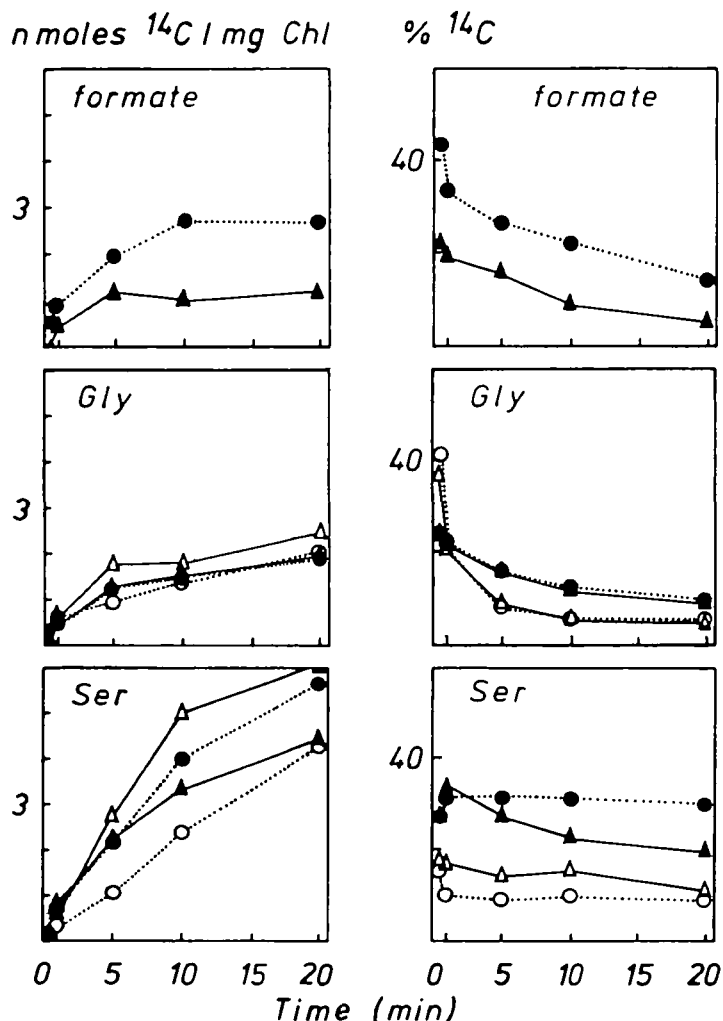 nmoles ¹⁴C / mg Chl % ¹⁴C
formate formate
40
3
Gly Gly
40
3
Ser Ser
40
3
0 5 10 15 20 0 5 10 15 20
Time (min)